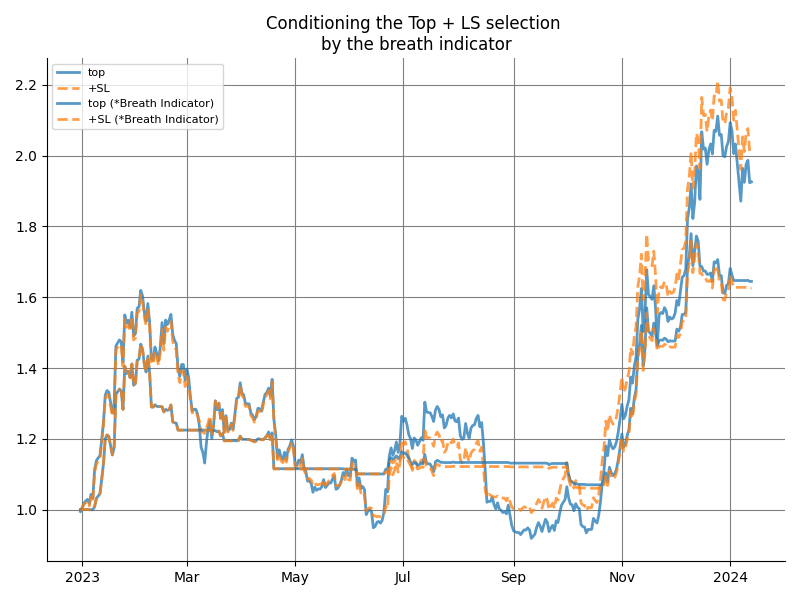 Conditioning the Top + LS selection
by the breath indicator
top
+SL
top (*Breath Indicator)
+SL (*Breath Indicator)
2.2
2.0
1.8
1.6
1.4
1.2
1.0
2023 Mar May Jul Sep Nov 2024